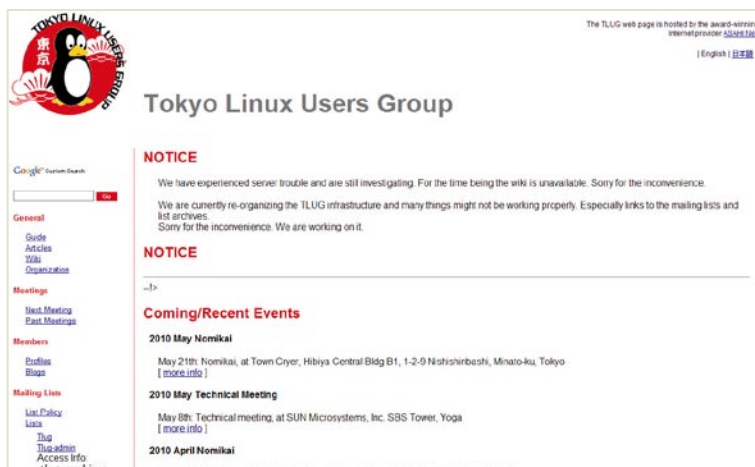 TOKYO LINUX USERS GROUP
東京
The TLUG web page is hosted by the award-winnin
Internet provider ASAHI Ne
| English | 日本語
Tokyo Linux Users Group
Google™ Custom Search
Go
General
Guide
Articles
Wiki
Organization
Meetings
Next Meeting
Past Meetings
Members
Profiles
Blogs
Mailing Lists
List Policy
Lists
Tlug
Tlug-admin
Access Info
NOTICE
We have experienced server trouble and are still investigating. For the time being the wiki is unavailable. Sorry for the inconvenience.
We are currently re-organizing the TLUG infrastructure and many things might not be working properly. Especially links to the mailing lists and
list archives.
Sorry for the inconvenience. We are working on it.
NOTICE
--!>
Coming/Recent Events
2010 May Nomikai
May 21th: Nomikai, at Town Cryer, Hibiya Central Bldg B1, 1-2-9 Nishishinbashi, Minato-ku, Tokyo
[ more info ]
2010 May Technical Meeting
May 8th: Technical meeting, at SUN Microsystems, Inc. SBS Tower, Yoga
[ more info ]
2010 April Nomikai